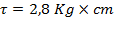 τ = 2,8 Kg × cm